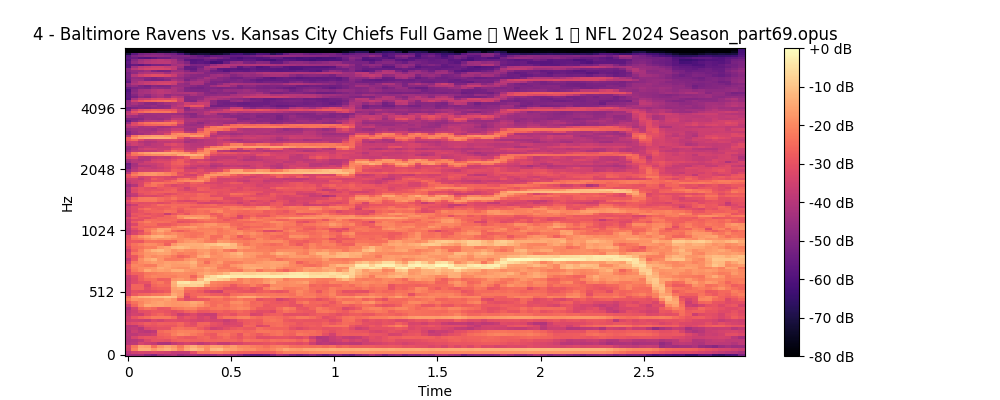 4 - Baltimore Ravens vs. Kansas City Chiefs Full Game ▯ Week 1 ▯ NFL 2024 Season_part69.opus
+0 dB
-10 dB
-20 dB
-30 dB
-40 dB
-50 dB
-60 dB
-70 dB
-80 dB
4096
2048
1024
512
0
Hz
0
0.5
1
1.5
2
2.5
Time